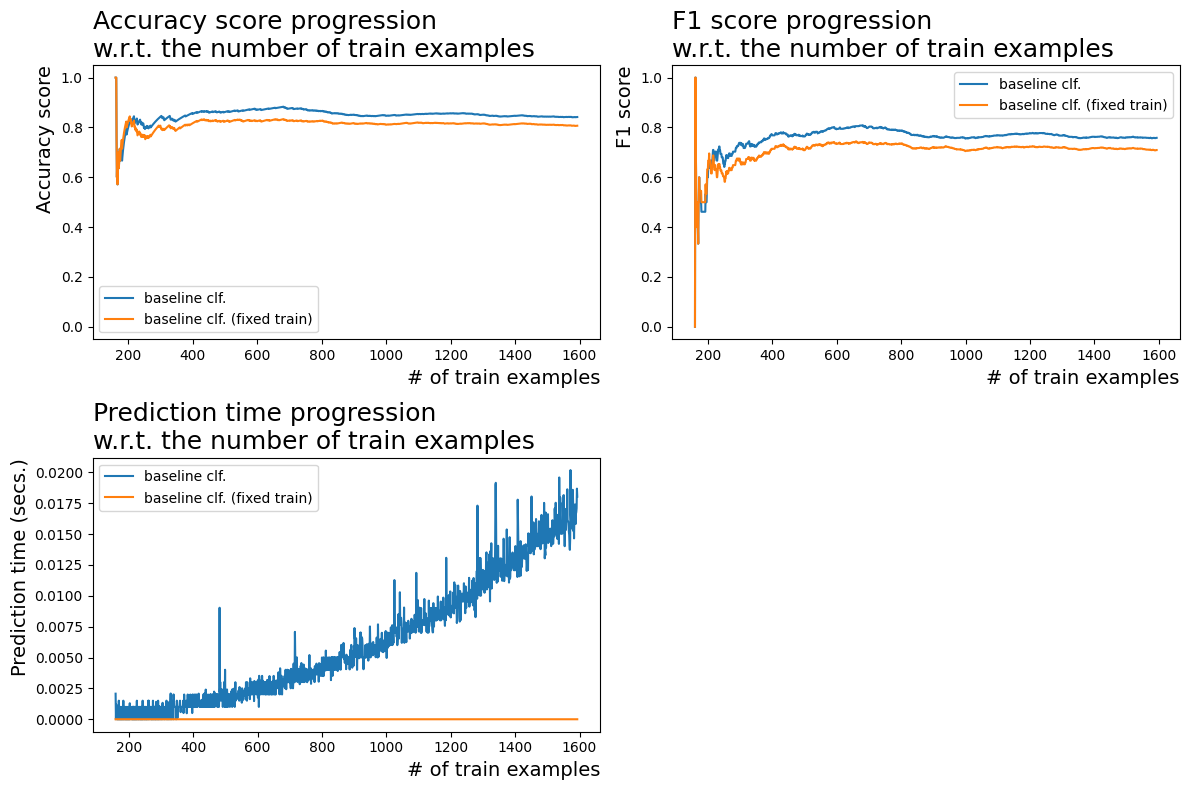 Accuracy score progression
w.r.t. the number of train examples
Accuracy score
1.0
0.8
0.6
0.4
0.2
0.0
baseline clf.
baseline clf. (fixed train)
200 400 600 800 1000 1200 1400 1600
# of train examples
F1 score progression
w.r.t. the number of train examples
F1 score
1.0
0.8
0.6
0.4
0.2
0.0
baseline clf.
baseline clf. (fixed train)
200 400 600 800 1000 1200 1400 1600
# of train examples
Prediction time progression
w.r.t. the number of train examples
Prediction time (secs.)
0.0200
0.0175
0.0150
0.0125
0.0100
0.0075
0.0050
0.0025
0.0000
baseline clf.
baseline clf. (fixed train)
200 400 600 800 1000 1200 1400 1600
# of train examples